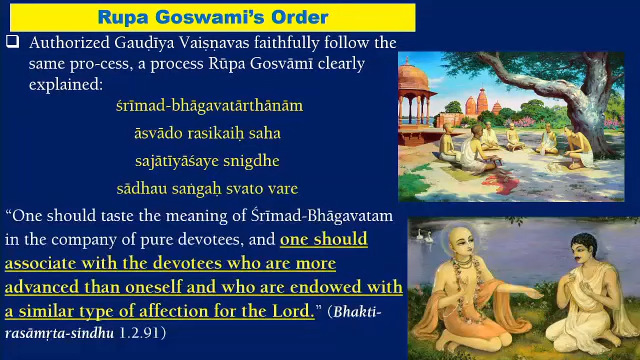 Rupa Goswami's Order
Authorized Gauḍīya Vaiṣṇavas faithfully follow the
same pro-cess, a process Rūpa Gosvāmī clearly
explained:
śrīmad-bhāgavatārthānām
āsvādo rasikaiḥ saha
sajātīyāśaye snigdhe
sādhau saṅgaḥ svato vare
“One should taste the meaning of Śrīmad-Bhāgavatam
in the company of pure devotees, and one should
associate with the devotees who are more
advanced than oneself and who are endowed with
a similar type of affection for the Lord.” (Bhakti-
rasāmṛta-sindhu 1.2.91)